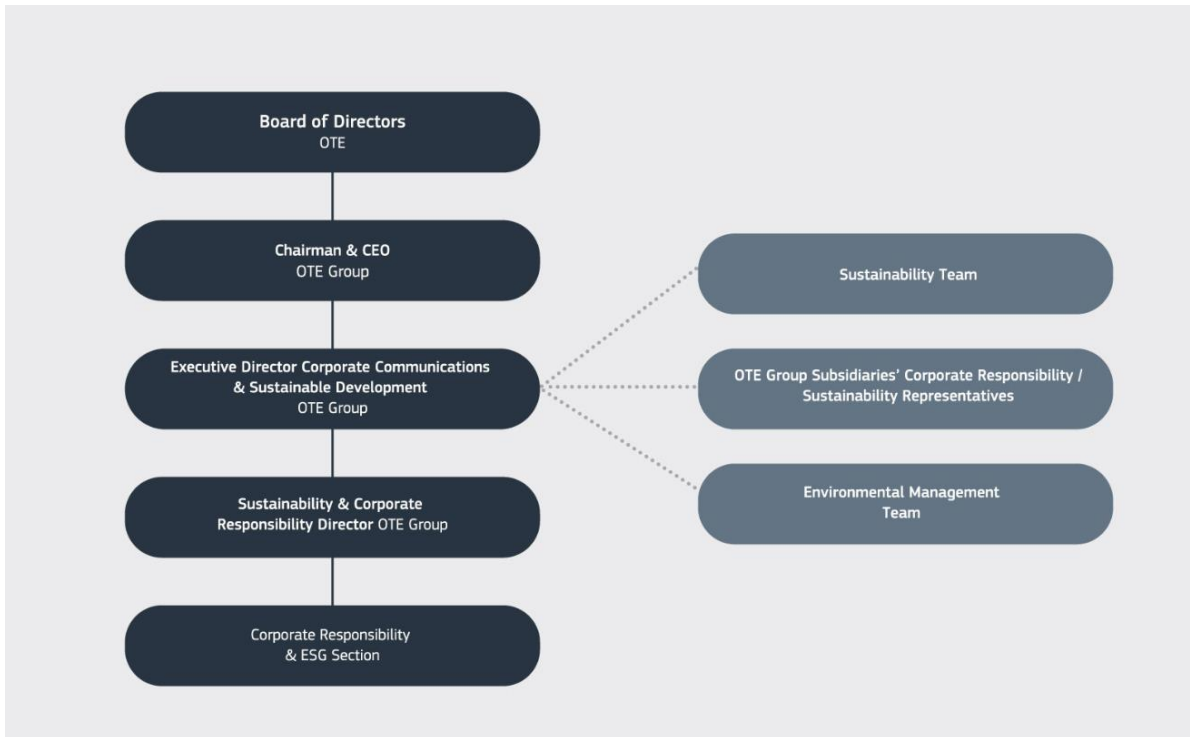 Board of Directors
OTE
Chairman & CEO
OTE Group
Executive Director Corporate Communications
& Sustainable Development
OTE Group
Sustainability & Corporate
Responsibility Director OTE Group
Corporate Responsibility
& ESG Section
Sustainability Team
OTE Group Subsidiaries’ Corporate Responsibility /
Sustainability Representatives
Environmental Management
Team